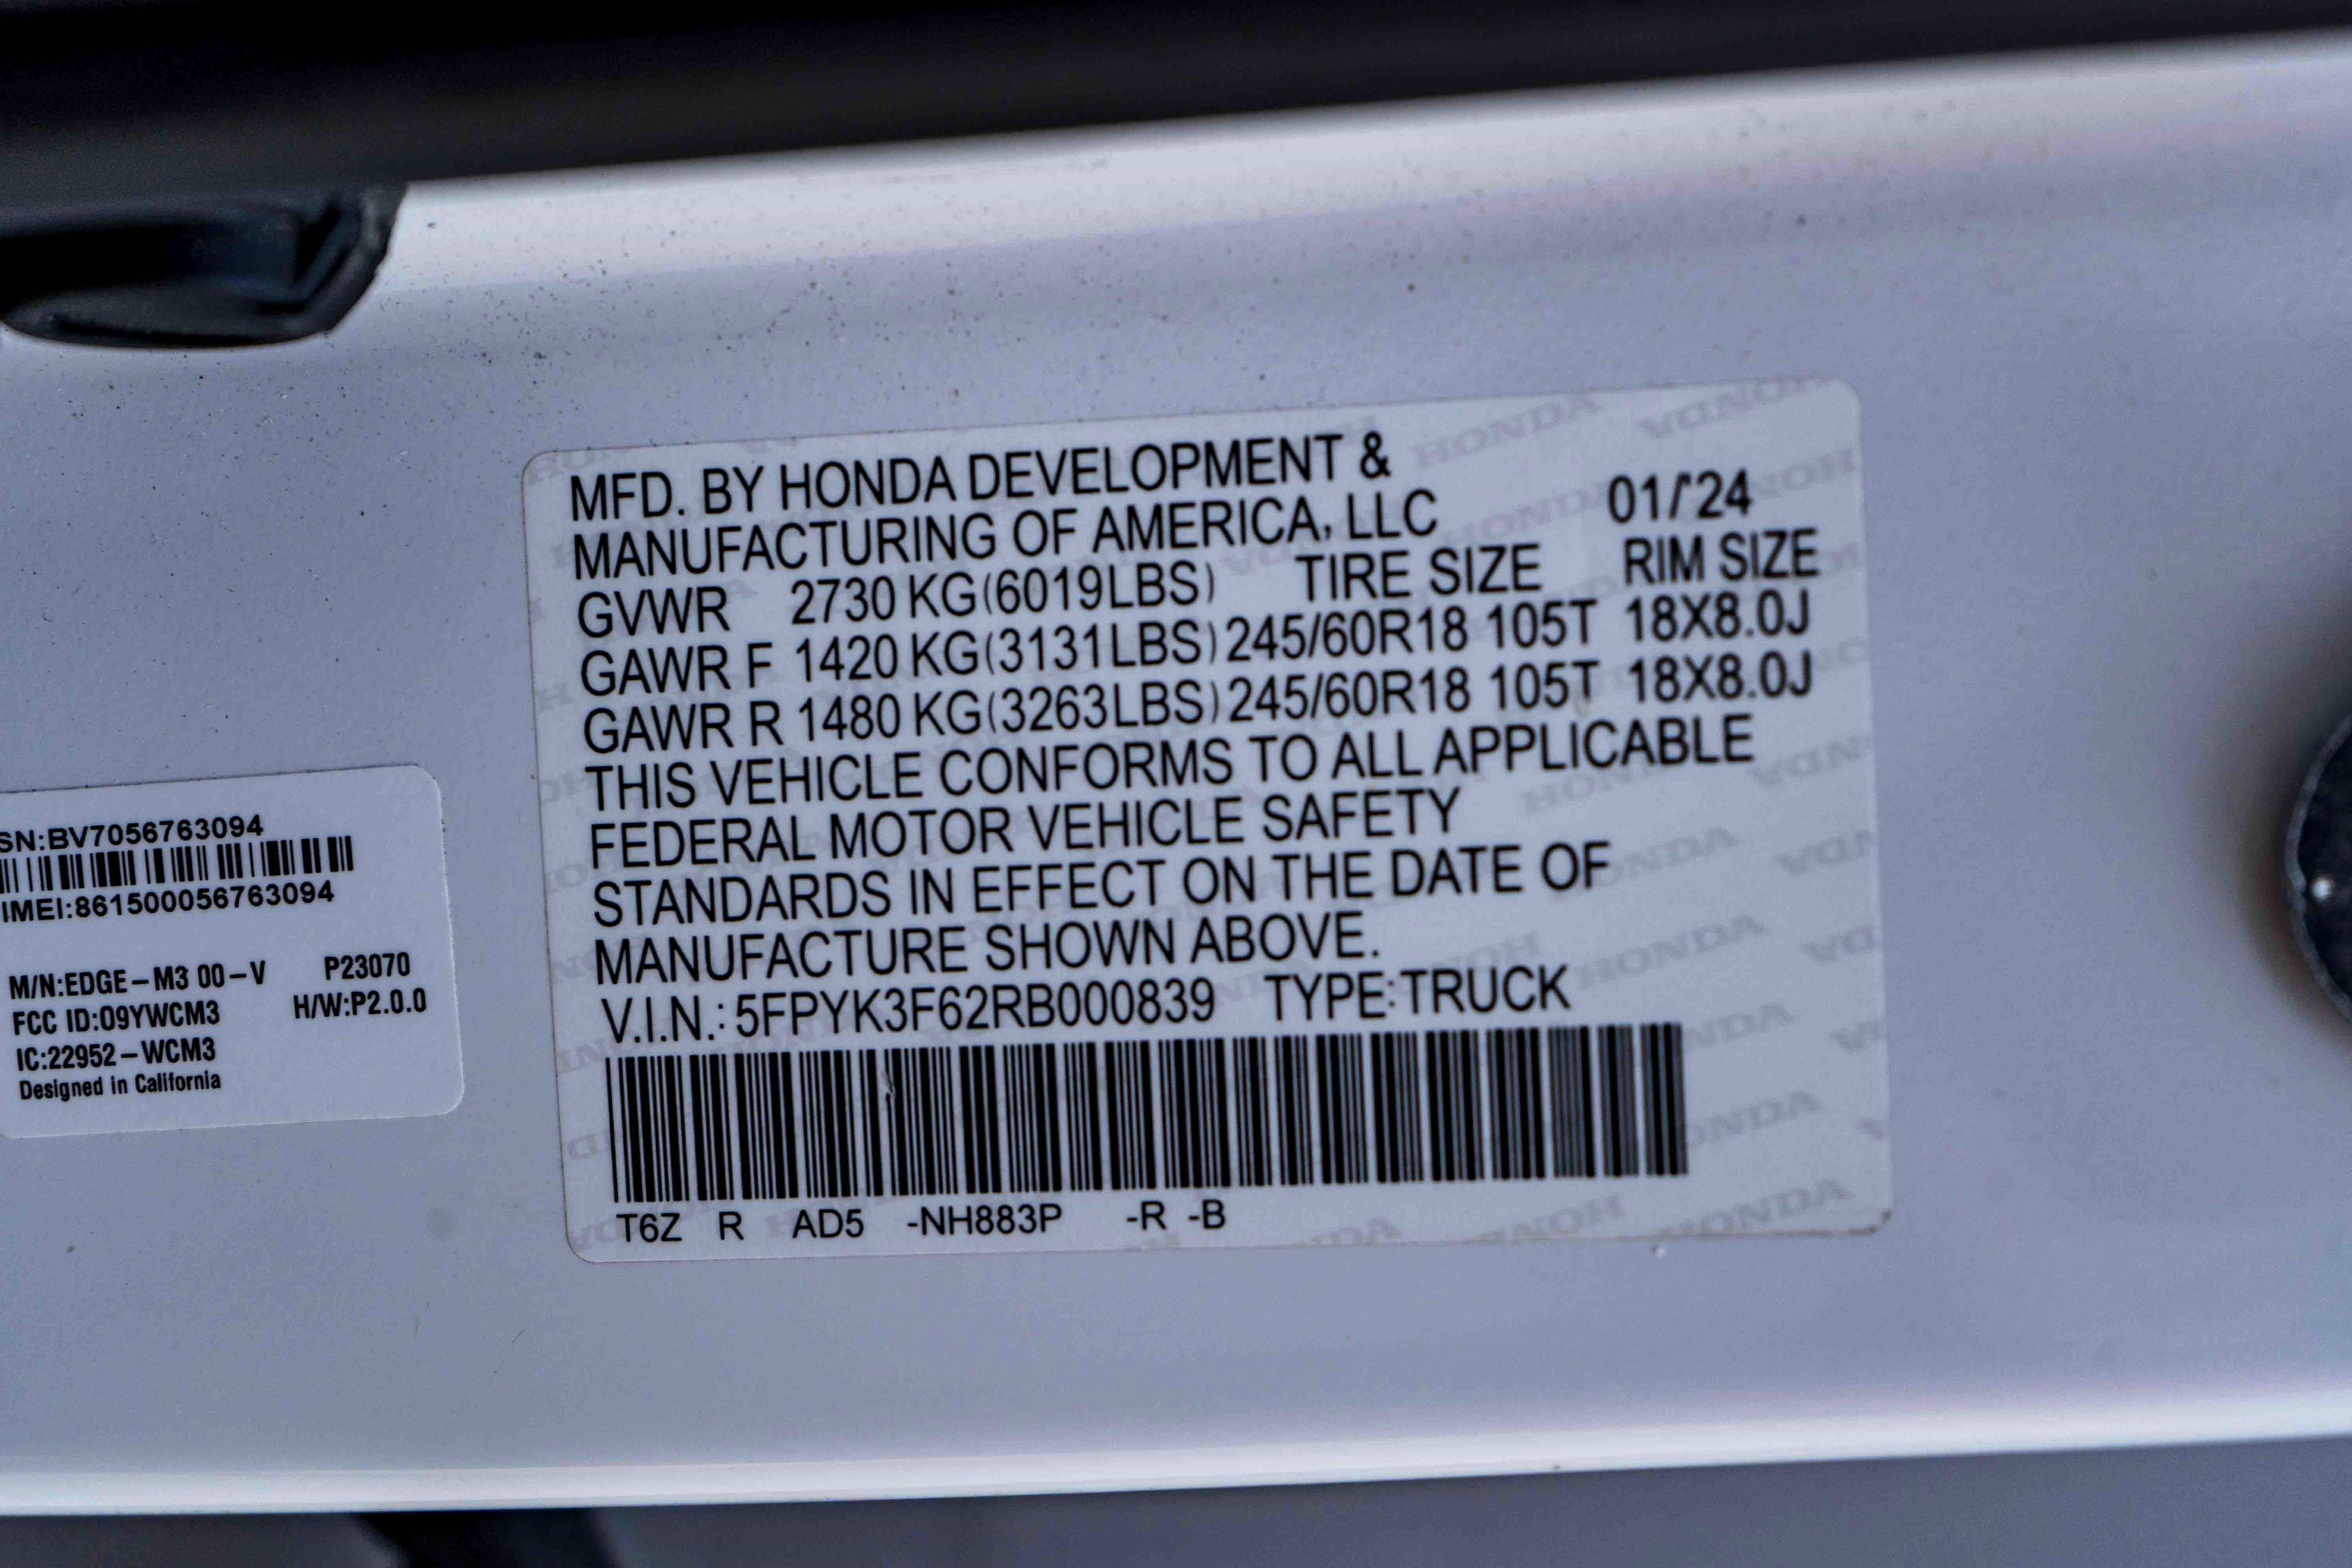 MFD. BY HONDA DEVELOPMENT &
MANUFACTURING OF AMERICA, LLC 01/'24
GVWR 2730 KG(6019LBS) TIRE SIZE RIM SIZE
GAWR F 1420 KG(3131LBS) 245/60R18 105T 18X8.0J
GAWR R 1480 KG(3263LBS) 245/60R18 105T 18X8.0J
THIS VEHICLE CONFORMS TO ALL APPLICABLE
FEDERAL MOTOR VEHICLE SAFETY
STANDARDS IN EFFECT ON THE DATE OF
MANUFACTURE SHOWN ABOVE.
V.I.N.: 5FPYK3F62RB000839 TYPE:TRUCK
T6Z R AD5 -NH883P -R -B
SN:BV7056763094
IMEI:861500056763094
M/N:EDGE-M3 00-V P23070
FCC ID:09YWCM3 H/W:P2.0.0
IC:22952-WCM3
Designed in California